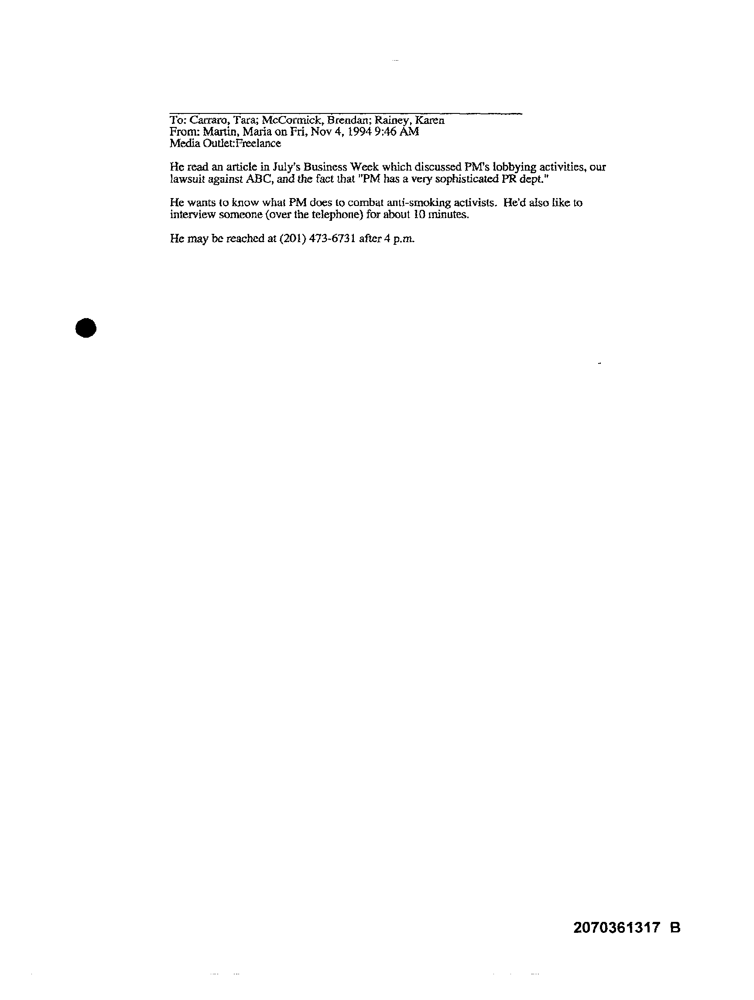 To: Carraro, Tara; McCormick, Brendan; Rainey, Karen
From: Martin, Maria on Fri, Nov 4, 1994 9:46 AM
Media Outlet:Freelance
He read an article in July's Business Week which discussed PM's lobbying activities, our
lawsuit against ABC, and the fact that "PM has a very sophisticated PR dept."
He wants to know what PM does to combat anti-smoking activists.  He'd also like to
interview someone (over the telephone) for about 10 minutes.
He may be reached at (201) 473-6731 after 4 p.m.
2070361317 B